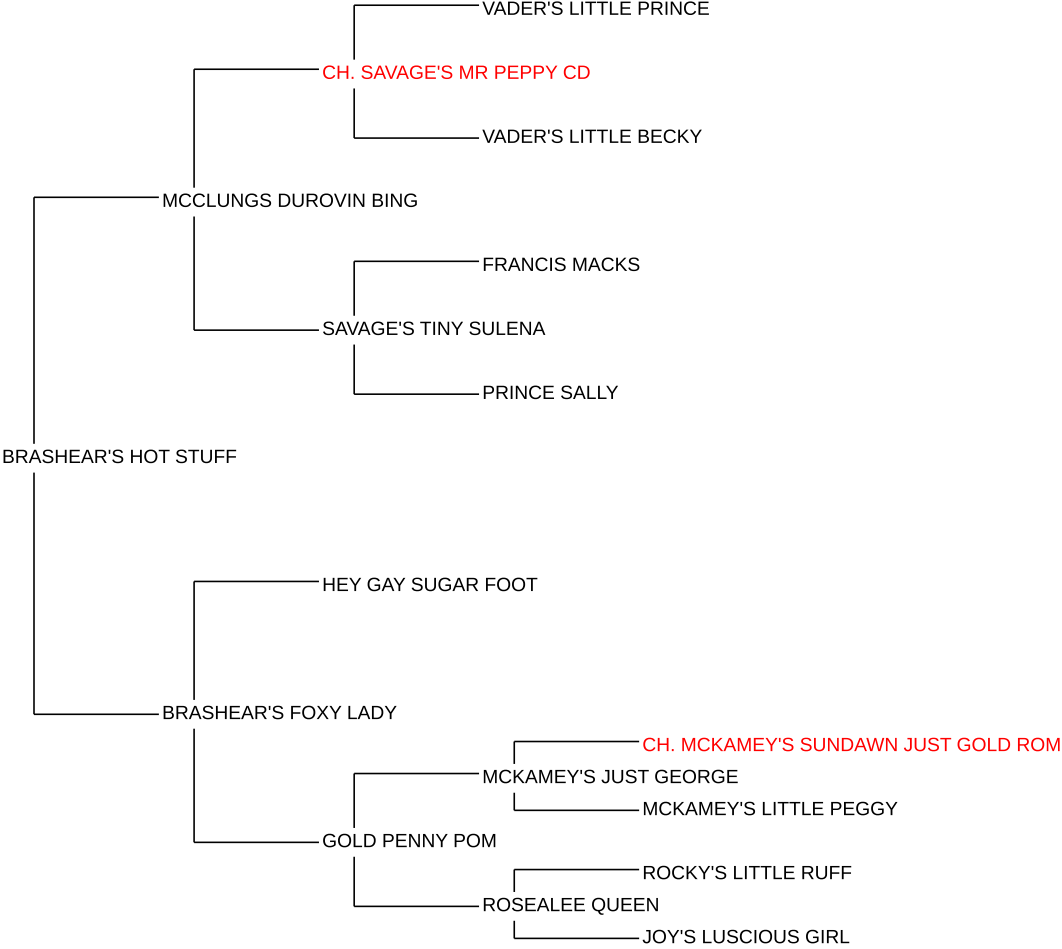 VADER'S LITTLE PRINCE
CH. SAVAGE'S MR PEPPY CD
VADER'S LITTLE BECKY
MCCLUNGS DUROVIN BING
FRANCIS MACKS
SAVAGE'S TINY SULENA
PRINCE SALLY
BRASHEAR'S HOT STUFF
HEY GAY SUGAR FOOT
BRASHEAR'S FOXY LADY
CH. MCKAMEY'S SUNDAWN JUST GOLD ROM
MCKAMEY'S JUST GEORGE
MCKAMEY'S LITTLE PEGGY
GOLD PENNY POM
ROCKY'S LITTLE RUFF
ROSEALEE QUEEN
JOY'S LUSCIOUS GIRL